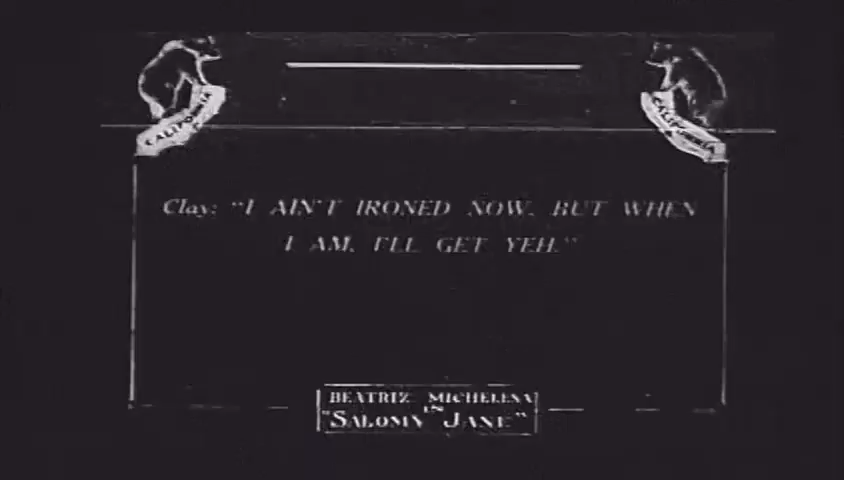 CALIFORNIA
CALIFORNIA
Clay: "I AIN'T IRONED NOW, BUT WHEN
I AM, I'LL GET YEH."
BEATRIZ MICHELENA
IN
"SALOMY JANE"